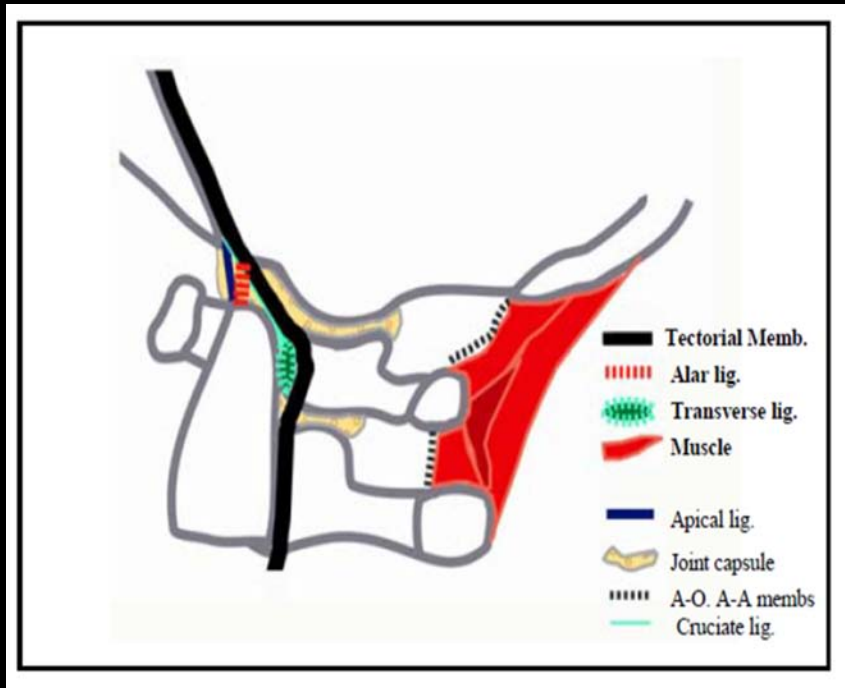 Tectorial Memb.
Alar lig.
Transverse lig.
Muscle
Apical lig.
Joint capsule
A-O. A-A membs
Cruciate lig.